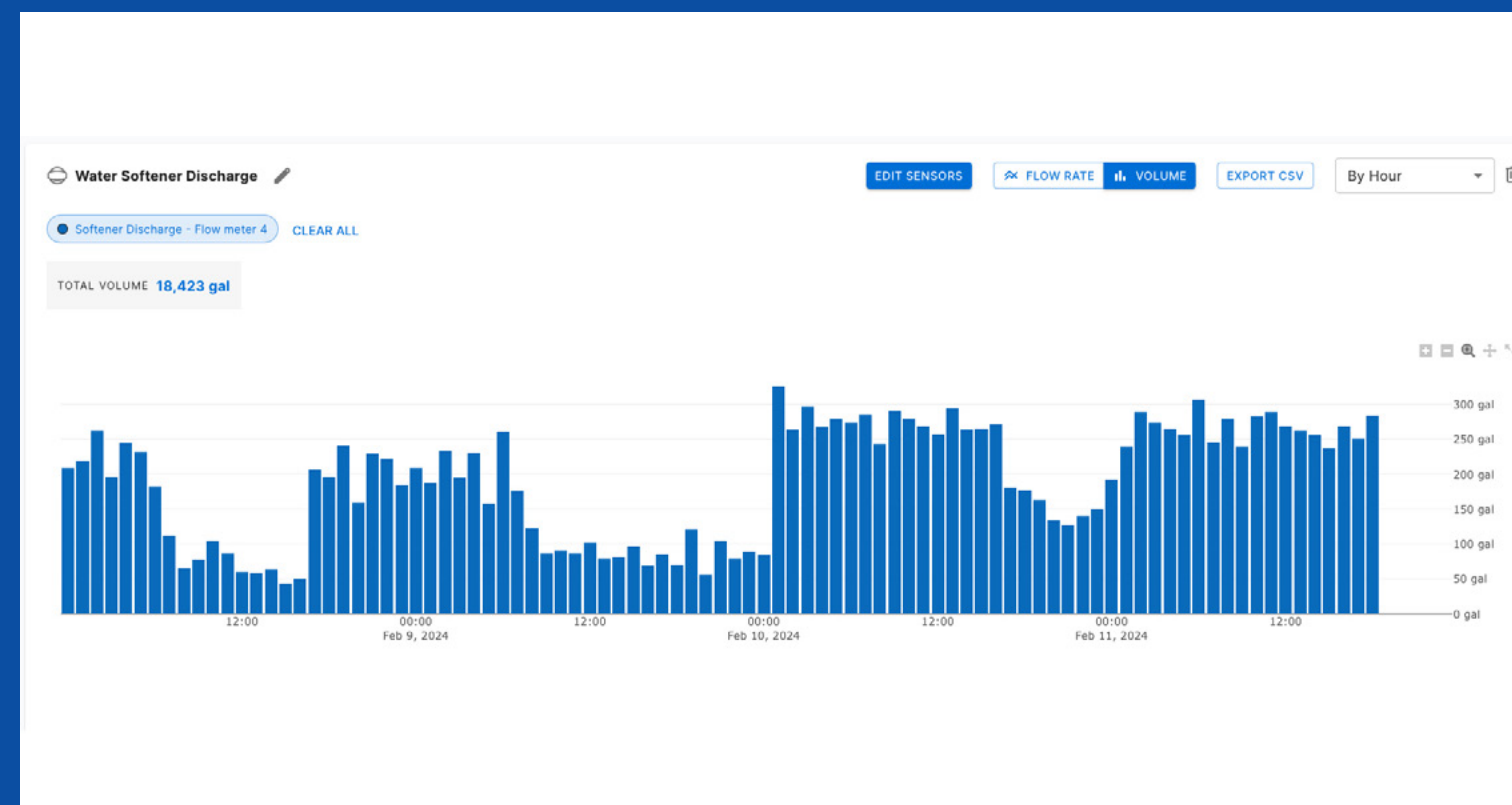 Water Softener Discharge
EDIT SENSORS
FLOW RATE
VOLUME
EXPORT CSV
By Hour
Softener Discharge - Flow meter 4
CLEAR ALL
TOTAL VOLUME 18,423 gal
300 gal
250 gal
200 gal
150 gal
100 gal
50 gal
0 gal
12:00
00:00
Feb 9, 2024
12:00
00:00
Feb 10, 2024
12:00
00:00
Feb 11, 2024
12:00